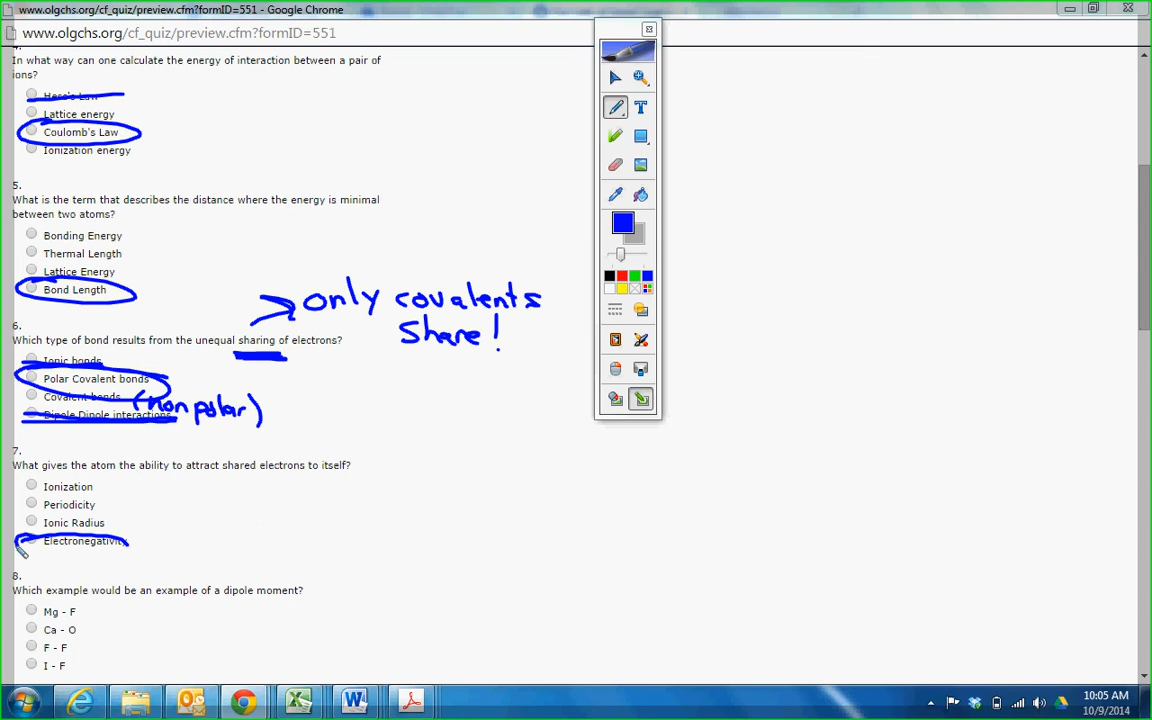 www.olgchs.org/cf_quiz/preview.cfm?formID=551 - Google Chrome
www.olgchs.org/cf_quiz/preview.cfm?formID=551
4.
In what way can one calculate the energy of interaction between a pair of
ions?
Lattice energy
Coulomb's Law
Ionization energy
5.
What is the term that describes the distance where the energy is minimal
between two atoms?
Bonding Energy
Thermal Length
Lattice Energy
Bond Length
only covalents
share!
6.
Which type of bond results from the unequal sharing of electrons?
Ionic bonds
Polar Covalent bonds
Covalent bonds
(nonpolar)
Dipole Dipole interactions
7.
What gives the atom the ability to attract shared electrons to itself?
Ionization
Periodicity
Ionic Radius
Electronegativity
8.
Which example would be an example of a dipole moment?
Mg - F
Ca - O
F - F
I - F
T
10:05 AM
10/9/2014